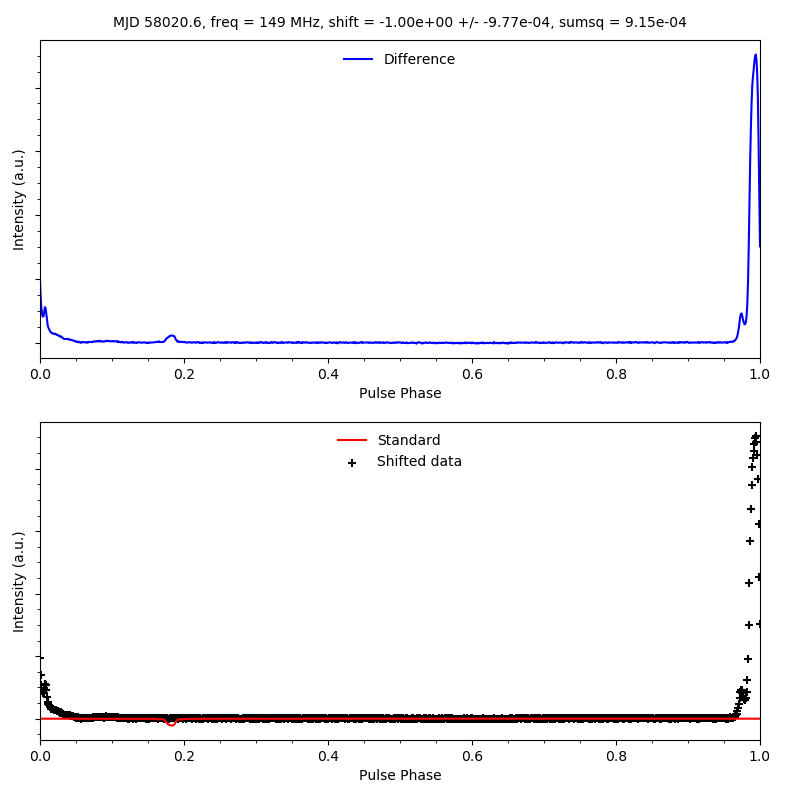 MJD 58020.6, freq = 149 MHz, shift = -1.00e+00 +/- -9.77e-04, sumsq = 9.15e-04
Difference
Intensity (a.u.)
0.0 0.2 0.4 0.6 0.8 1.0
Pulse Phase
Standard
Shifted data
Intensity (a.u.)
0.0 0.2 0.4 0.6 0.8 1.0
Pulse Phase